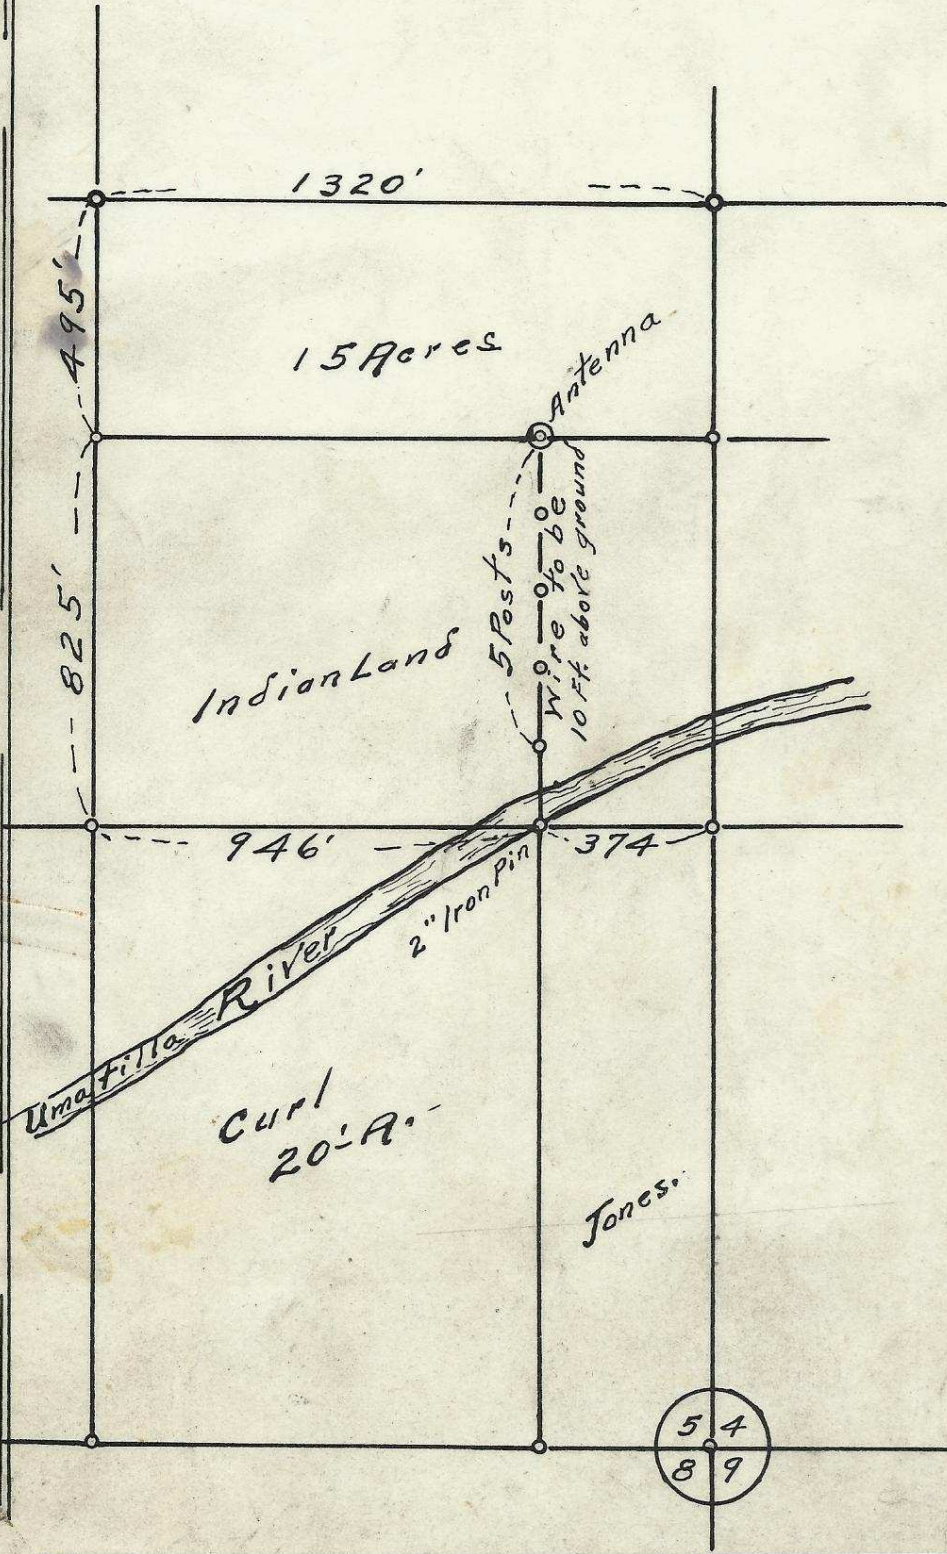 1320'
495'
15 Acres
Antenna
825'
5 Posts
Wire to be
10 Ft. above ground
Indian Land
946'
374
2" Iron Pin
Umatilla River
Curl
20 - A.
Jones.
5 4
8 9